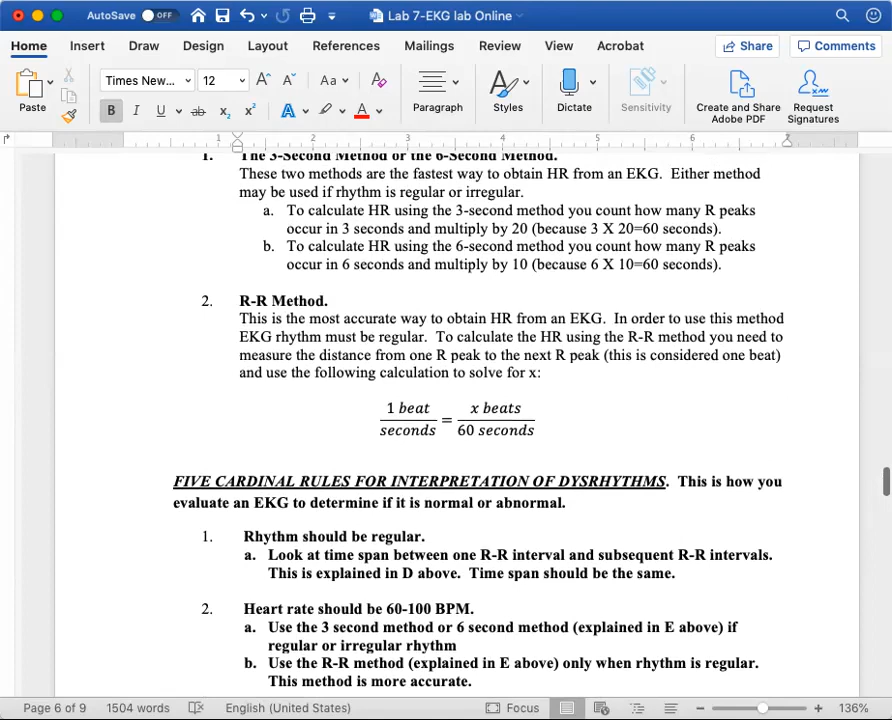 AutoSave OFF Lab 7-EKG lab Online
Home Insert Draw Design Layout References Mailings Review View Acrobat Share Comments
Paste Times New... 12 Aa Paragraph Styles Dictate Sensitivity Create and Share Adobe PDF Request Signatures
B I U ab x2 x2 A A
1 2 3 4 5 6 7
1. The 3-Second Method or the 6-Second Method.
These two methods are the fastest way to obtain HR from an EKG. Either method
may be used if rhythm is regular or irregular.
a. To calculate HR using the 3-second method you count how many R peaks
occur in 3 seconds and multiply by 20 (because 3 X 20=60 seconds).
b. To calculate HR using the 6-second method you count how many R peaks
occur in 6 seconds and multiply by 10 (because 6 X 10=60 seconds).
2. R-R Method.
This is the most accurate way to obtain HR from an EKG. In order to use this method
EKG rhythm must be regular. To calculate the HR using the R-R method you need to
measure the distance from one R peak to the next R peak (this is considered one beat)
and use the following calculation to solve for x:
1 beat x beats
=
seconds 60 seconds
FIVE CARDINAL RULES FOR INTERPRETATION OF DYSRHYTHMS. This is how you
evaluate an EKG to determine if it is normal or abnormal.
1. Rhythm should be regular.
a. Look at time span between one R-R interval and subsequent R-R intervals.
This is explained in D above. Time span should be the same.
2. Heart rate should be 60-100 BPM.
a. Use the 3 second method or 6 second method (explained in E above) if
regular or irregular rhythm
b. Use the R-R method (explained in E above) only when rhythm is regular.
This method is more accurate.
Page 6 of 9 1504 words English (United States) Focus 136%